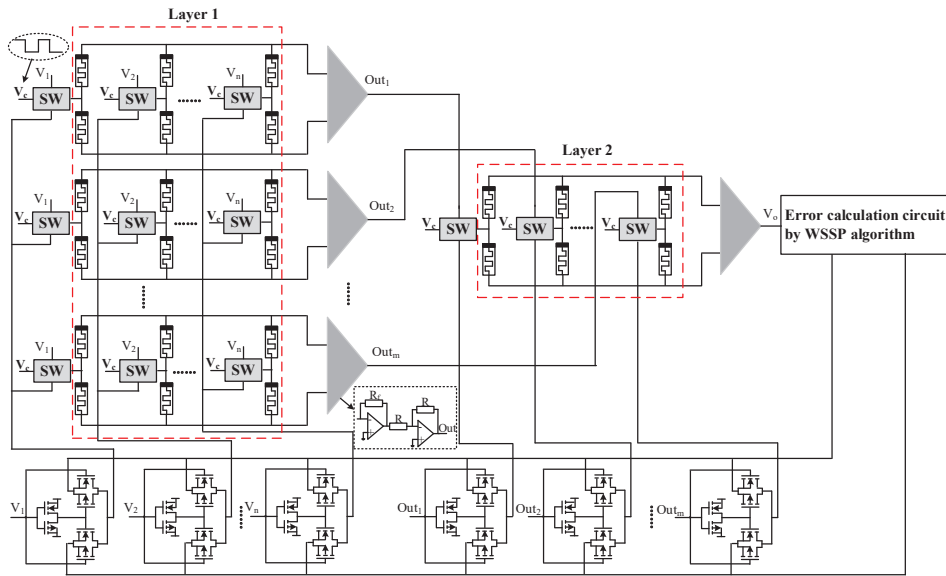 Layer 1
V1 V2 Vn
Vc SW Vc SW ...... Vc SW
Out1
Layer 2
V1 V2 Vn
Vc SW Vc SW ...... Vc SW
Out2
Vc SW Vc SW ...... SW
Vo
Error calculation circuit
by WSSP algorithm
V1 V2 Vn
Vc SW Vc SW ...... Vc SW
Outm
Rf R R
- + - + Out
V1 V2 Vn Out1 Out2 Outm